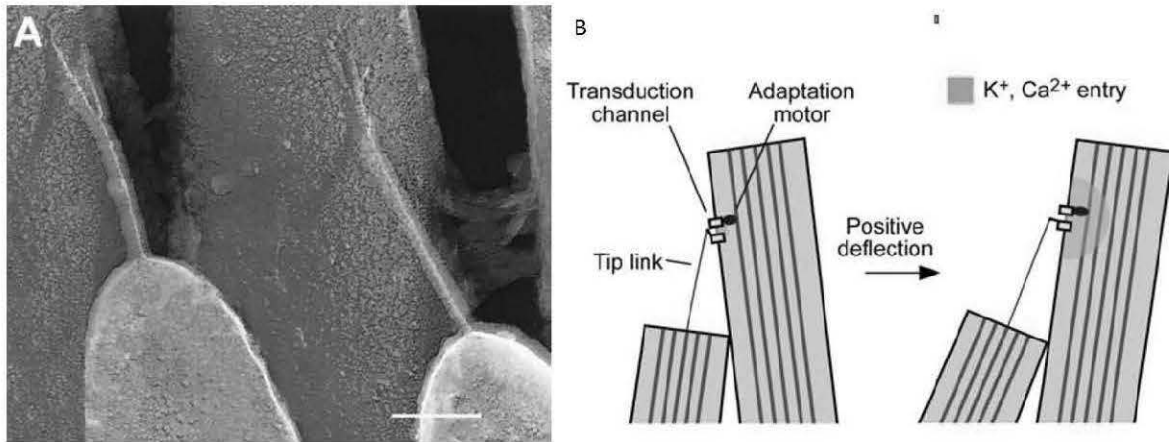 A
B
Transduction
channel
Adaptation
motor
K⁺, Ca²⁺ entry
Positive
deflection
Tip link